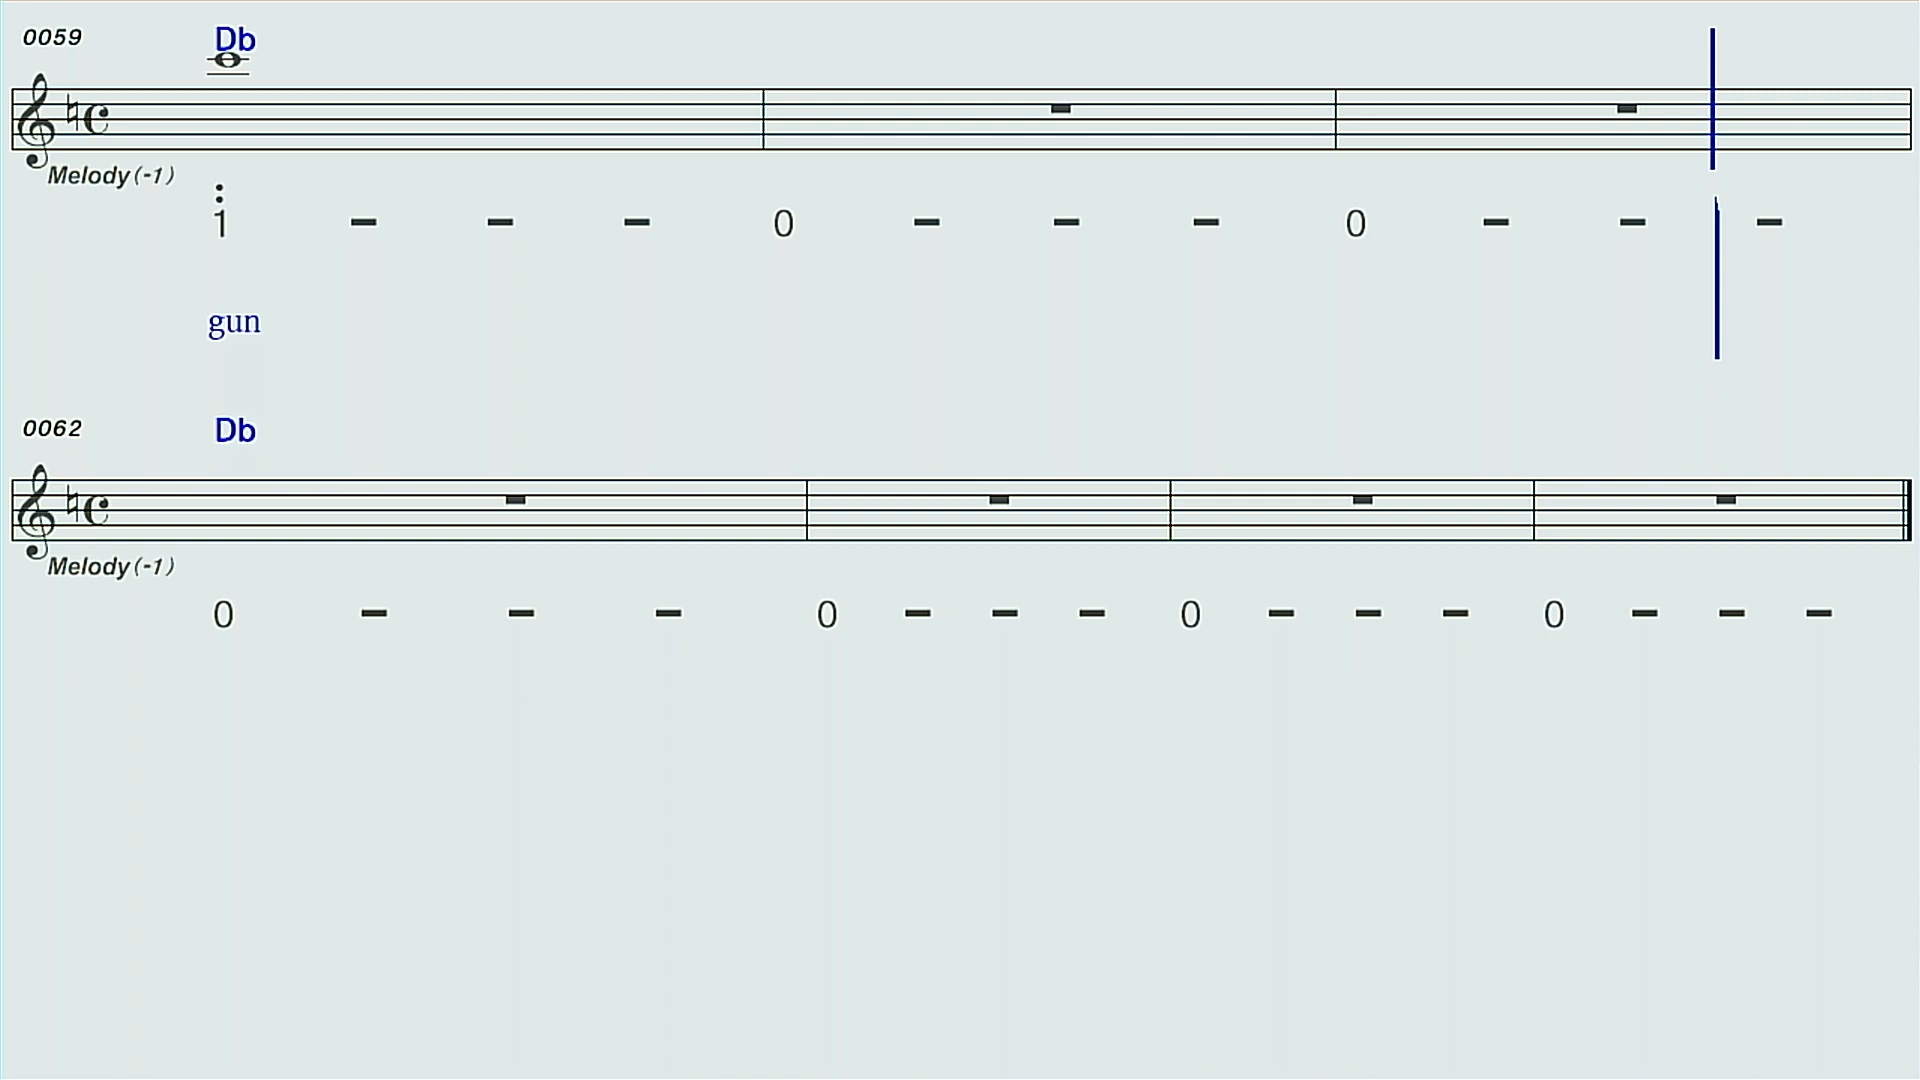 0059 Db
Melody(-1)
1 - - - 0 - - - 0 - - -
gun
0062 Db
Melody(-1)
0 - - - 0 - - - 0 - - - 0 - - -